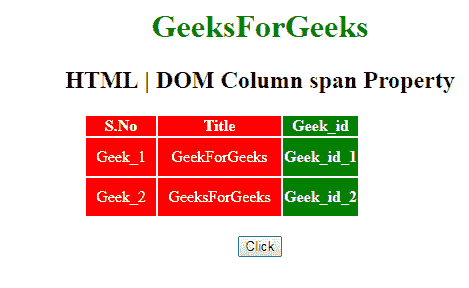 GeeksForGeeks
HTML | DOM Column span Property
S.No Title Geek_id
Geek_1 GeekForGeeks Geek_id_1
Geek_2 GeeksForGeeks Geek_id_2
Click